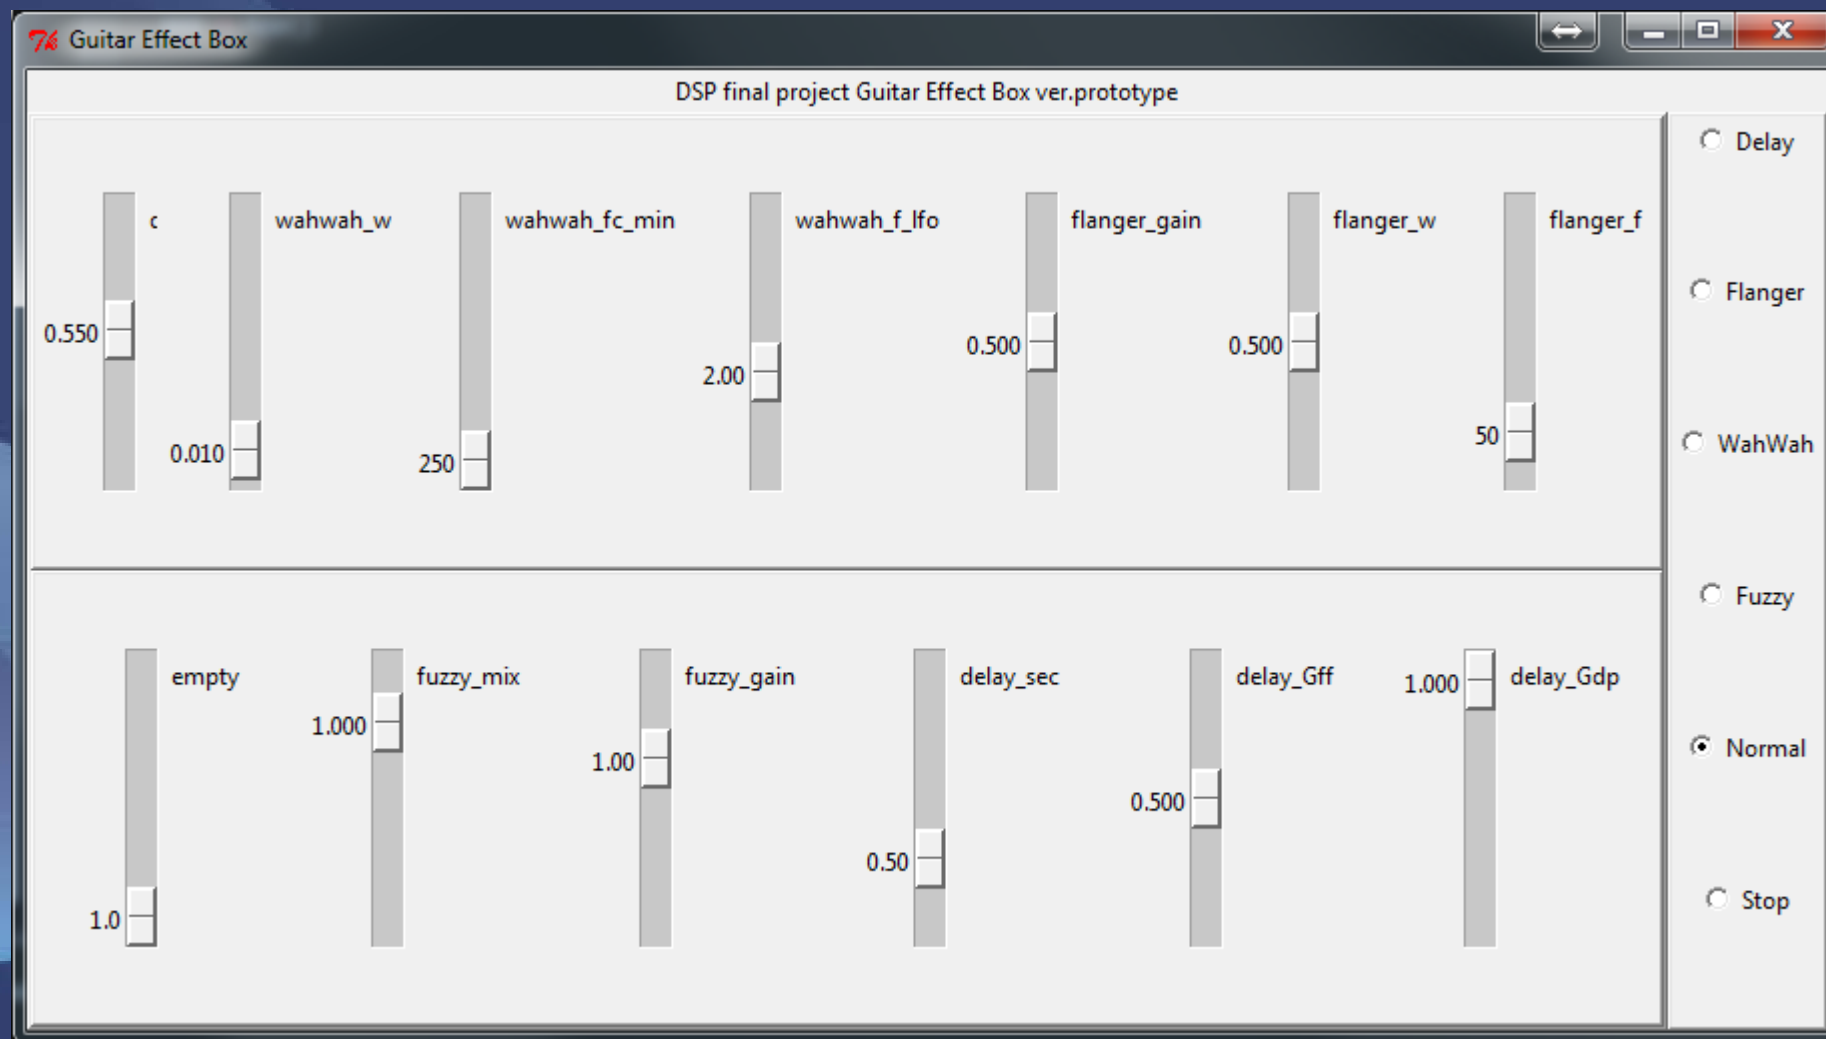 Guitar Effect Box
DSP final project Guitar Effect Box ver.prototype
wahwah_w wahwah_fc_min wahwah_f_lfo flanger_gain flanger_w flanger_f
0.550 0.010 250 2.00 0.500 0.500 50
empty fuzzy_mix fuzzy_gain delay_sec delay_Gff delay_Gdp
1.0 1.000 1.00 0.50 0.500 1.000
Delay
Flanger
WahWah
Fuzzy
Normal
Stop